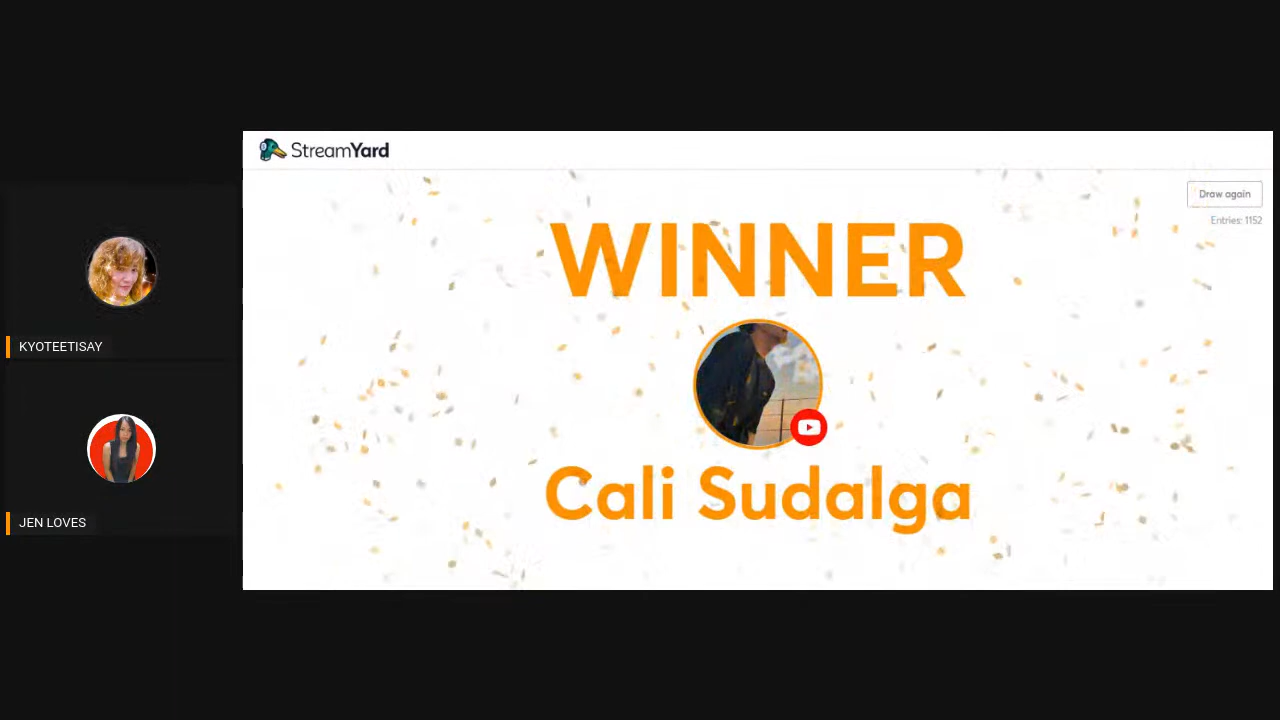 StreamYard
Draw again
Entries: 1152
WINNER
Cali Sudalga
KYOTEETISAY
JEN LOVES